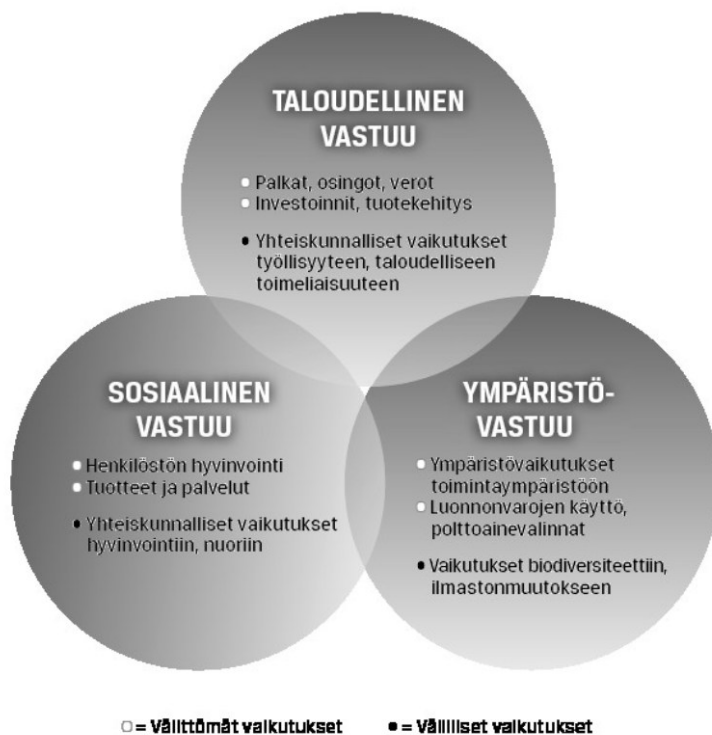 TALOUDELLINEN
VASTUU
Palkat, osingot, verot
Investoinnit, tuotekehitys
• Yhteiskunnalliset vaikutukset
työllisyyteen, taloudelliseen
toimeliaisuuteen
SOSIAALINEN
VASTUU
Henkilöstön hyvinvointi
Tuotteet ja palvelut
• Yhteiskunnalliset vaikutukset
hyvinvointiin, nuoriin
YMPÄRISTÖ-
VASTUU
Ympäristövaikutukset
toimintaympäristöön
Luonnonvarojen käyttö,
polttoainevalinnat
• Vaikutukset biodiversiteettiin,
ilmastonmuutokseen
○ = Välittömät vaikutukset ● = Välilliset vaikutukset